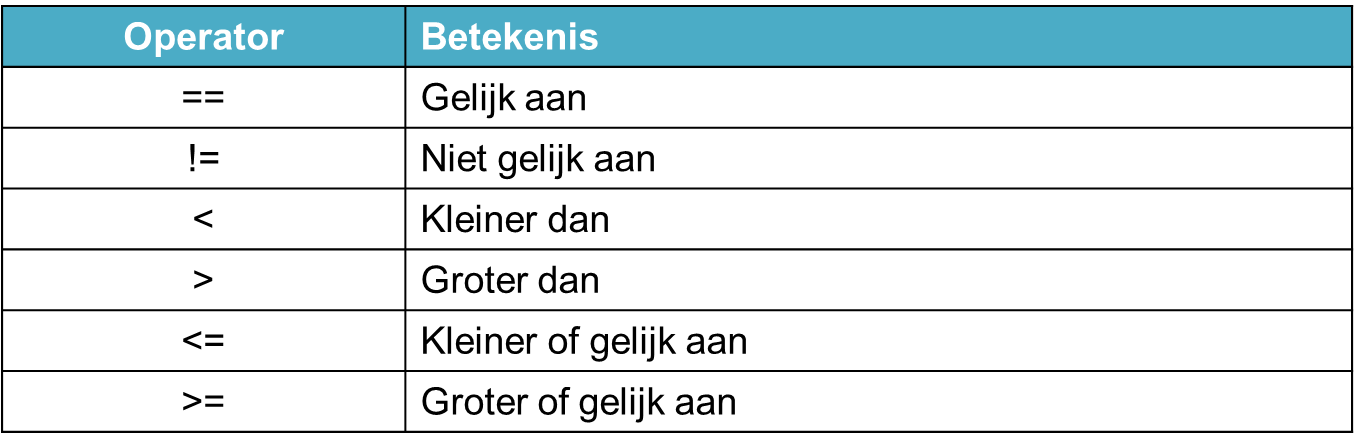 Operator Betekenis
== Gelijk aan
!= Niet gelijk aan
< Kleiner dan
> Groter dan
<= Kleiner of gelijk aan
>= Groter of gelijk aan